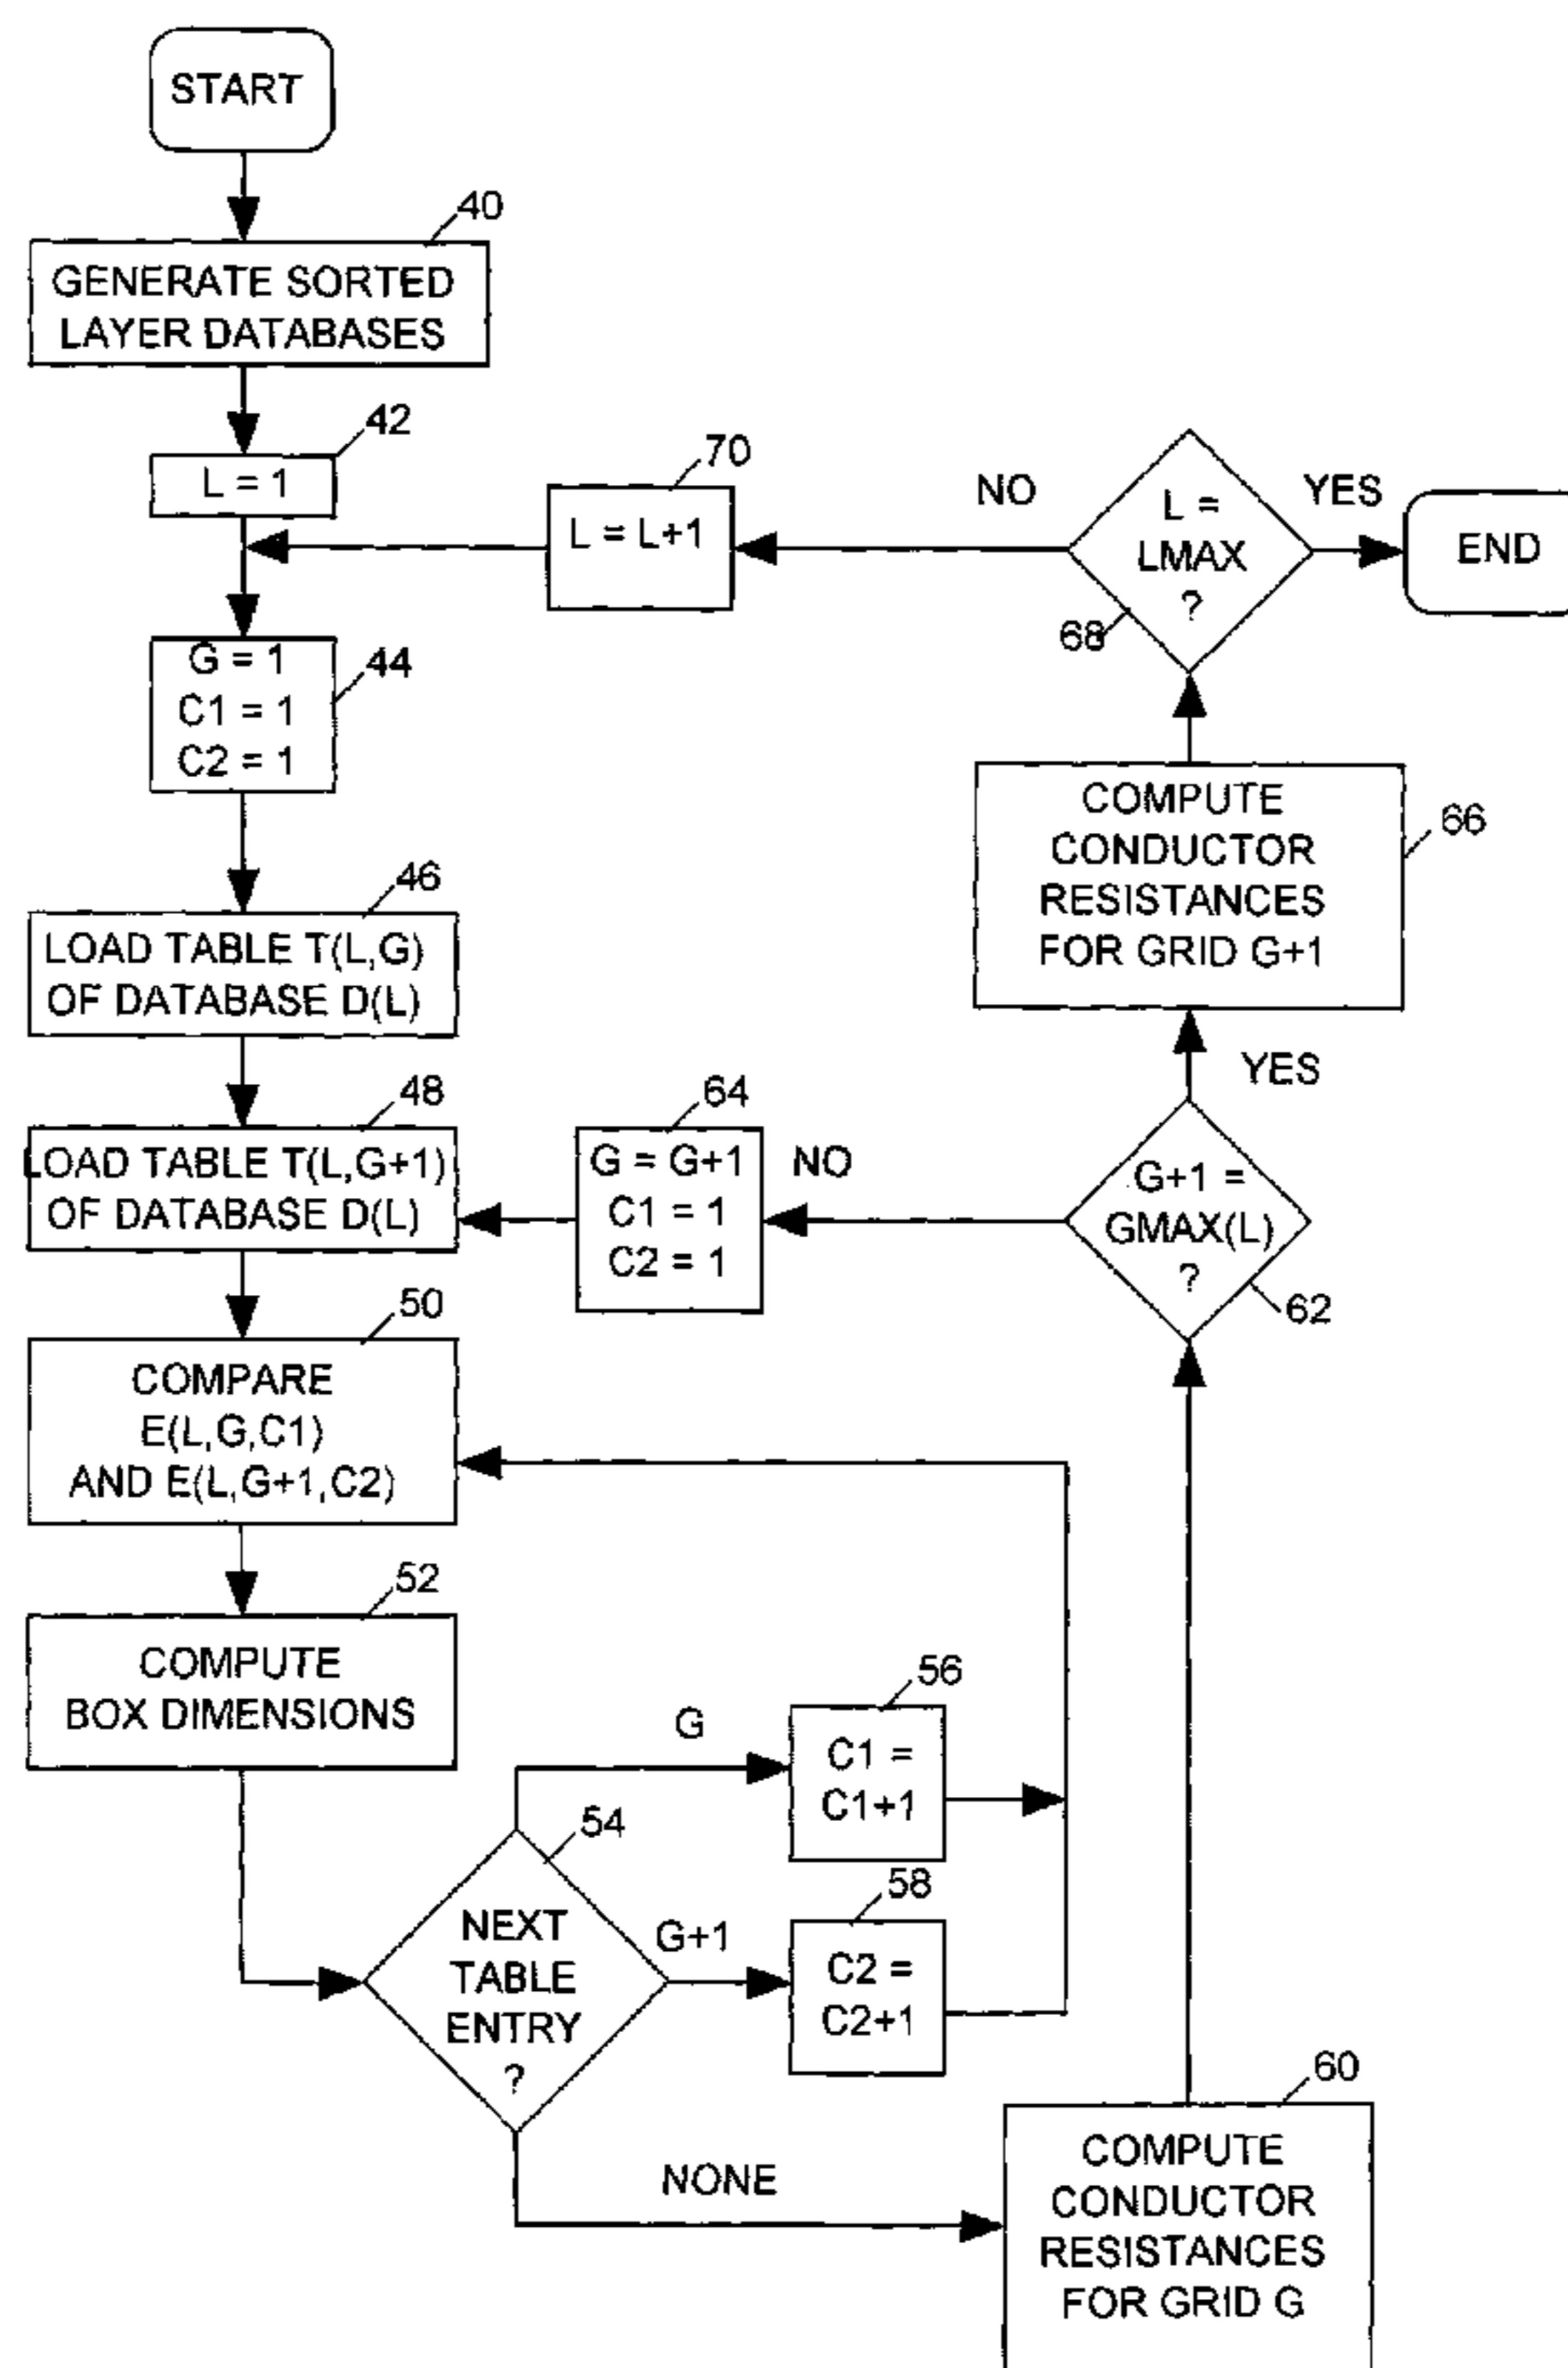 START
40
GENERATE SORTED
LAYER DATABASES
42
L = 1
70
L = L+1
NO
L =
LMAX
?
YES
END
68
G = 1
C1 = 1
C2 = 1
44
COMPUTE
CONDUCTOR
RESISTANCES
FOR GRID G+1
66
46
LOAD TABLE T(L,G)
OF DATABASE D(L)
YES
48
LOAD TABLE T(L,G+1)
OF DATABASE D(L)
64
G = G+1
C1 = 1
C2 = 1
NO
G+1 =
GMAX(L)
?
62
50
COMPARE
E(L,G,C1)
AND E(L,G+1,C2)
52
COMPUTE
BOX DIMENSIONS
G
56
C1 =
C1+1
54
NEXT
TABLE
ENTRY
?
G+1
58
C2 =
C2+1
NONE
60
COMPUTE
CONDUCTOR
RESISTANCES
FOR GRID G